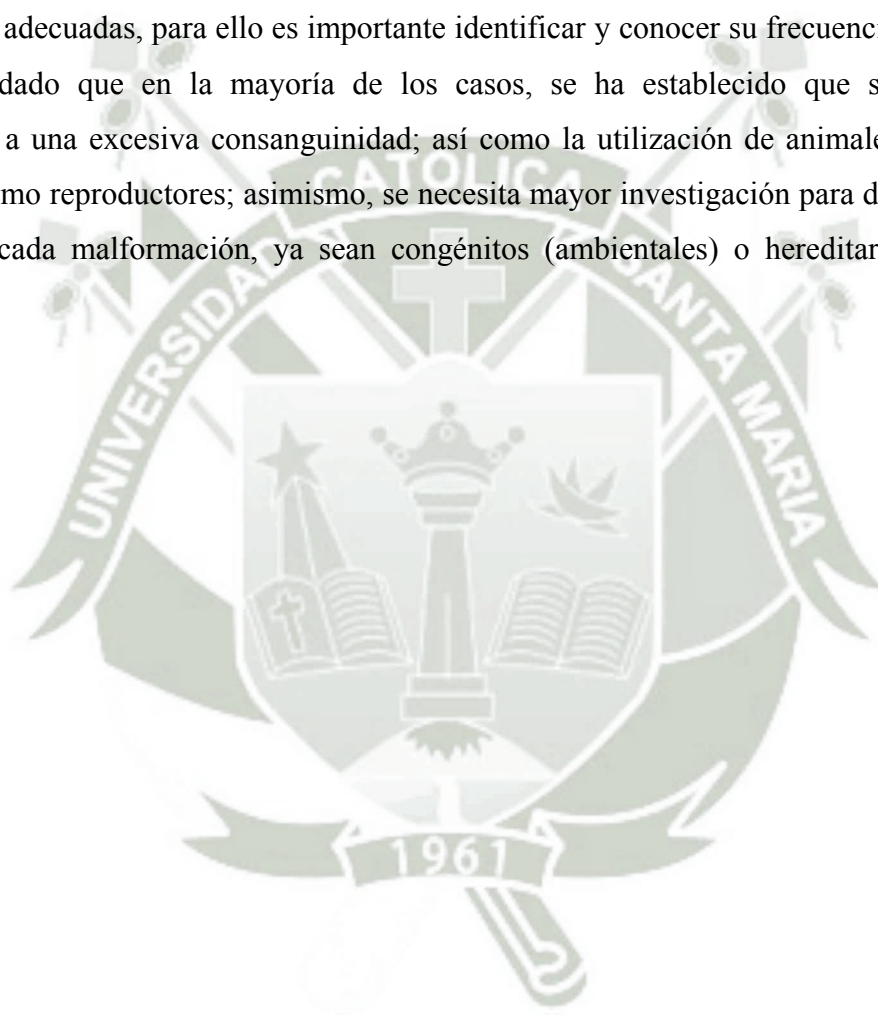 adecuadas, para ello es importante identificar y conocer su frecuenci
dado que en la mayoría de los casos, se ha establecido que s
a una excesiva consanguinidad; así como la utilización de animale
mo reproductores; asimismo, se necesita mayor investigación para d
cada malformación, ya sean congénitos (ambientales) o hereditar
UNIVERSIDAD CATOLICA SANTA MARIA
1961